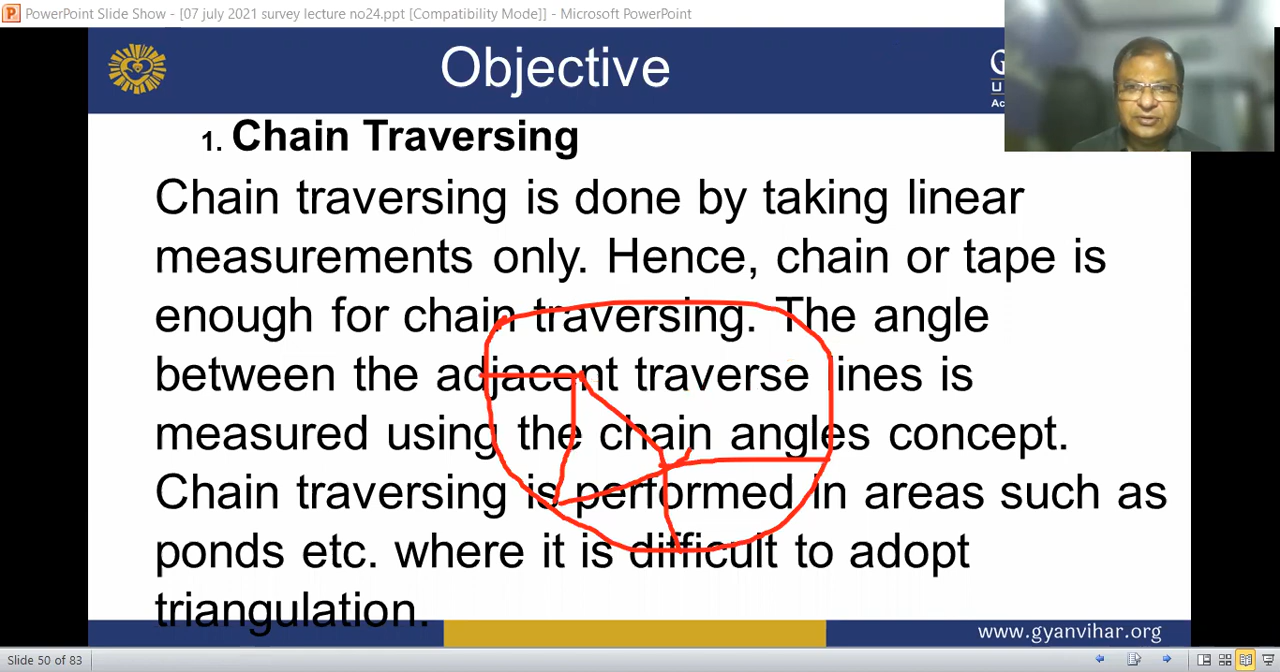 PowerPoint Slide Show - [07 july 2021 survey lecture no24.ppt [Compatibility Mode]] - Microsoft PowerPoint
Objective
G
U
Ac
1. Chain Traversing
Chain traversing is done by taking linear
measurements only. Hence, chain or tape is
enough for chain traversing. The angle
between the adjacent traverse lines is
measured using the chain angles concept.
Chain traversing is performed in areas such as
ponds etc. where it is difficult to adopt
triangulation.
www.gyanvihar.org
Slide 50 of 83